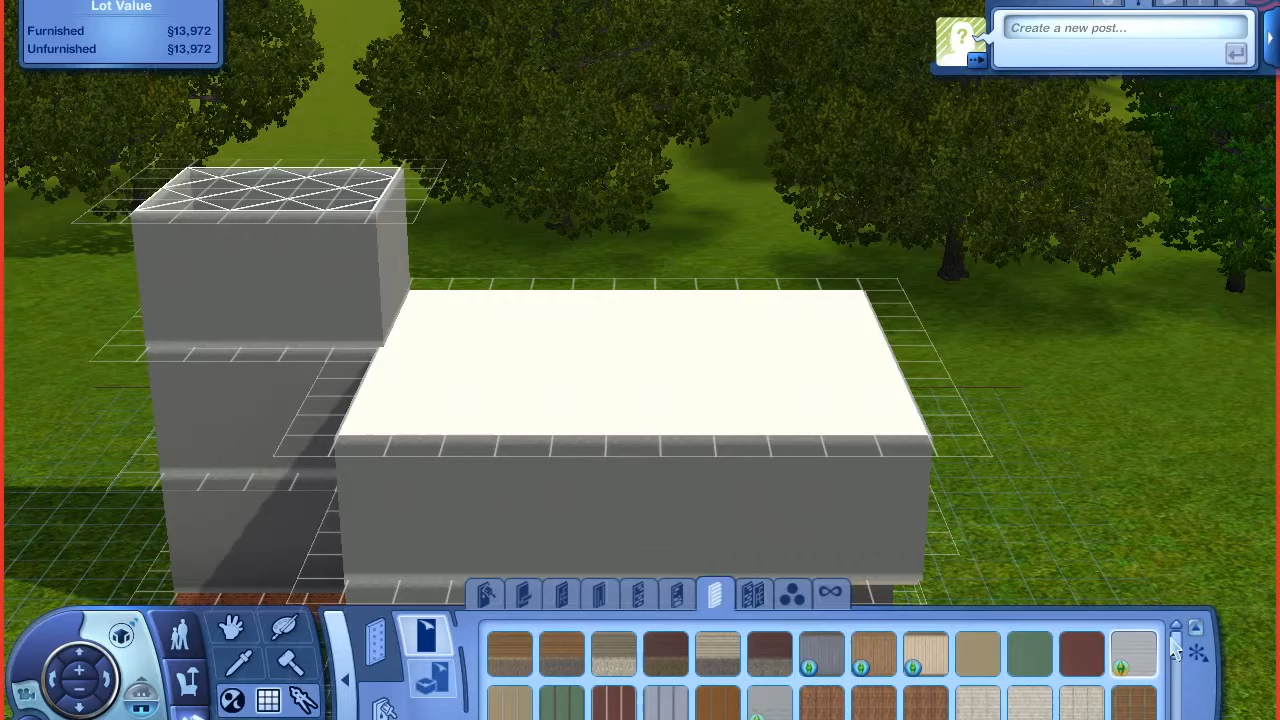 Lot Value
Furnished §13,972
Unfurnished §13,972
Create a new post...